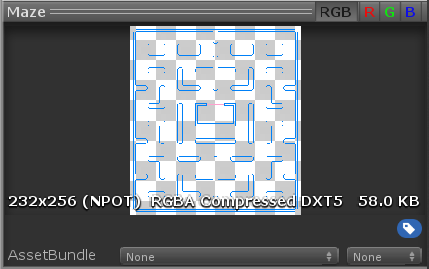 Maze RGB R G B
232x256 (NPOT) RGBA Compressed DXT5 58.0 KB
AssetBundle None None